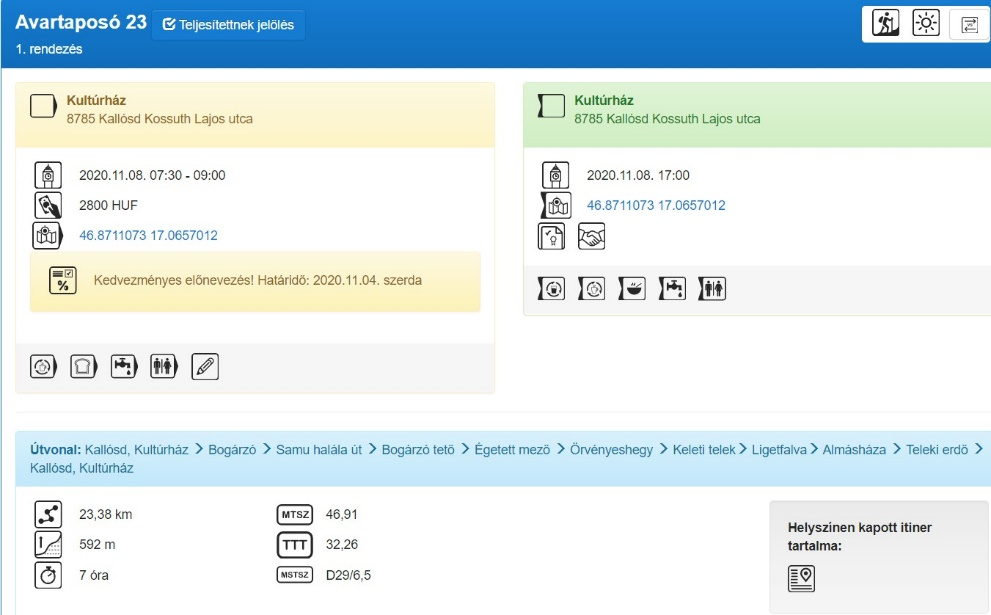 Avartaposó 23
Teljesítettnek jelölés
1. rendezés
Kultúrház
8785 Kallósd Kossuth Lajos utca
2020.11.08. 07:30 - 09:00
2800 HUF
46.8711073 17.0657012
%
Kedvezményes előnevezés! Határidő: 2020.11.04. szerda
Kultúrház
8785 Kallósd Kossuth Lajos utca
2020.11.08. 17:00
46.8711073 17.0657012
Útvonal: Kallósd, Kultúrház > Bogárzó > Samu halála út > Bogárzó tető > Égetett mező > Örvényeshegy > Keleti telek > Ligetfalva > Almásháza > Teleki erdő >
Kallósd, Kultúrház
23,38 km
592 m
7 óra
MTSZ 46,91
TTT 32,26
MSTSZ D29/6,5
Helyszínen kapott itiner
tartalma: